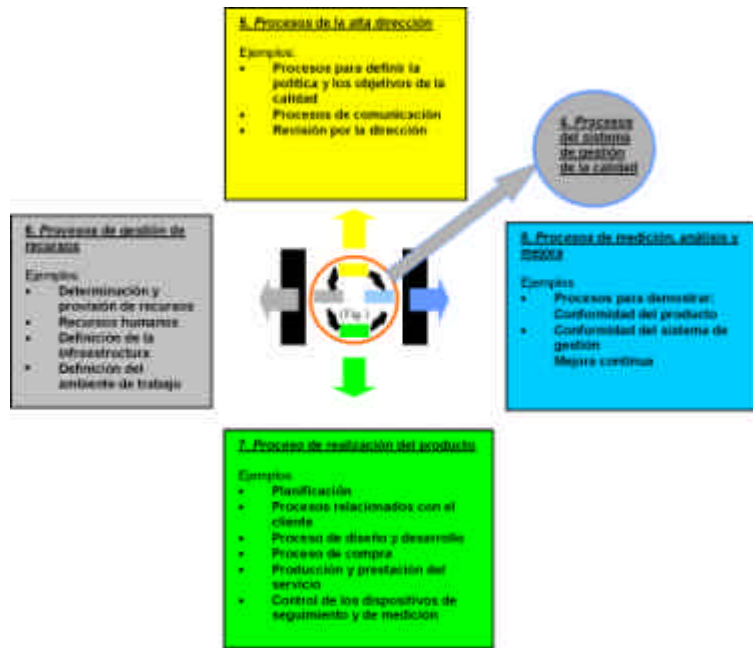 5. Procesos de la alta dirección
Ejemplos:
• Procesos para definir la
política y los objetivos de la
calidad
• Procesos de comunicación
• Revisión por la dirección
4. Procesos
del sistema
de gestión
de la calidad
6. Procesos de gestión de
recursos
Ejemplos:
• Determinación y
provisión de recursos
• Recursos humanos
• Definición de la
infraestructura
• Definición del
ambiente de trabajo
(Fig.)
8. Procesos de medición, análisis y
mejora
Ejemplos
• Procesos para demostrar:
Conformidad del producto
• Conformidad del sistema de
gestión
Mejora continua
7. Proceso de realización del producto
Ejemplos
• Planificación
• Procesos relacionados con el
cliente
• Proceso de diseño y desarrollo
• Proceso de compra
• Producción y prestación del
servicio
• Control de los dispositivos de
seguimiento y de medición